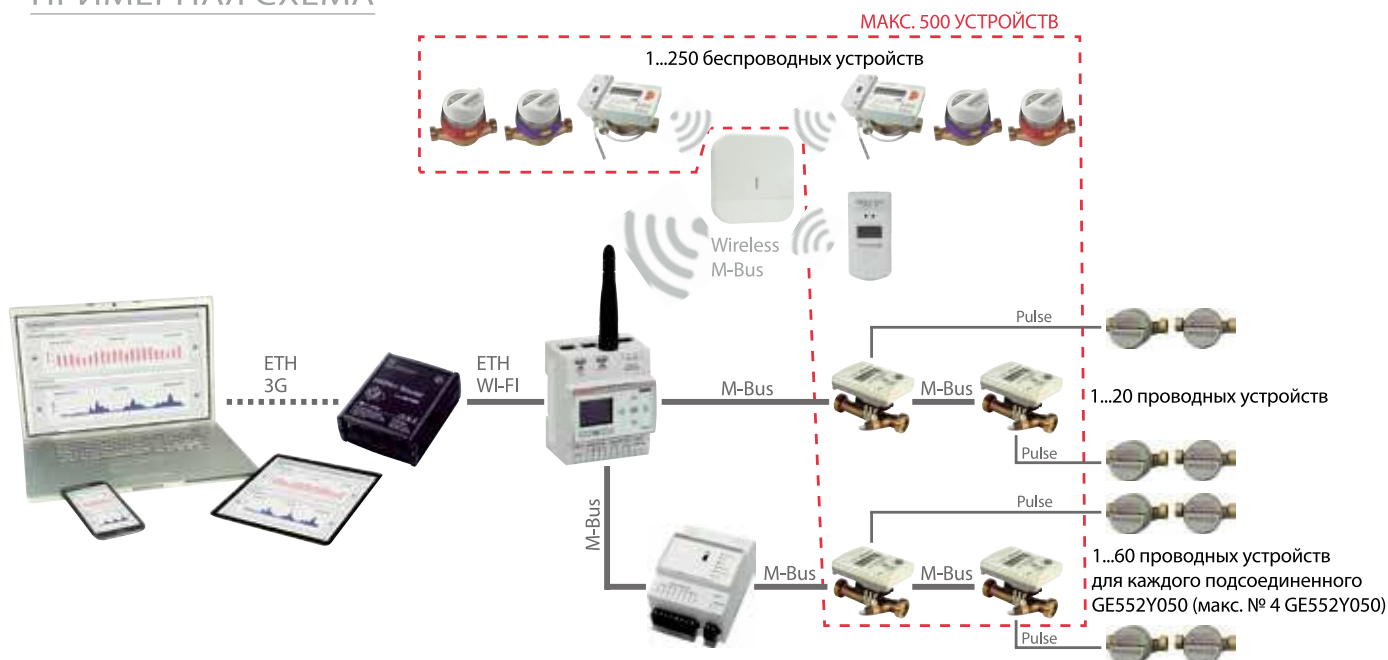 ПРИМЕРНАЯ СХЕМА
МАКС. 500 УСТРОЙСТВ
1...250 беспроводных устройств
Wireless
M-Bus
Pulse
ETH
3G
ETH
WI-FI
M-Bus
M-Bus
1...20 проводных устройств
Pulse
Pulse
M-Bus
M-Bus
M-Bus
1...60 проводных устройств
для каждого подсоединенного
GE552Y050 (макс. № 4 GE552Y050)
Pulse